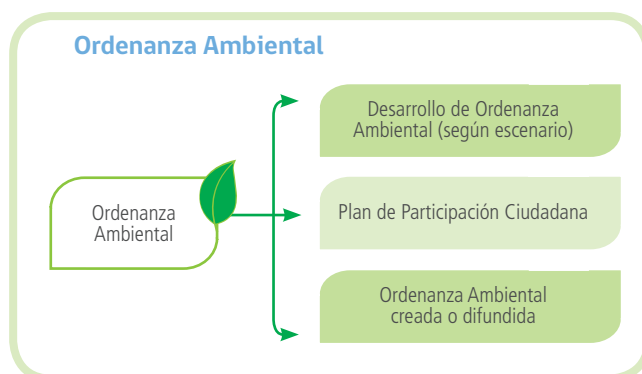 Ordenanza Ambiental
Desarrollo de Ordenanza
Ambiental (según escenario)
Ordenanza
Ambiental
Plan de Participación Ciudadana
Ordenanza Ambiental
creada o difundida